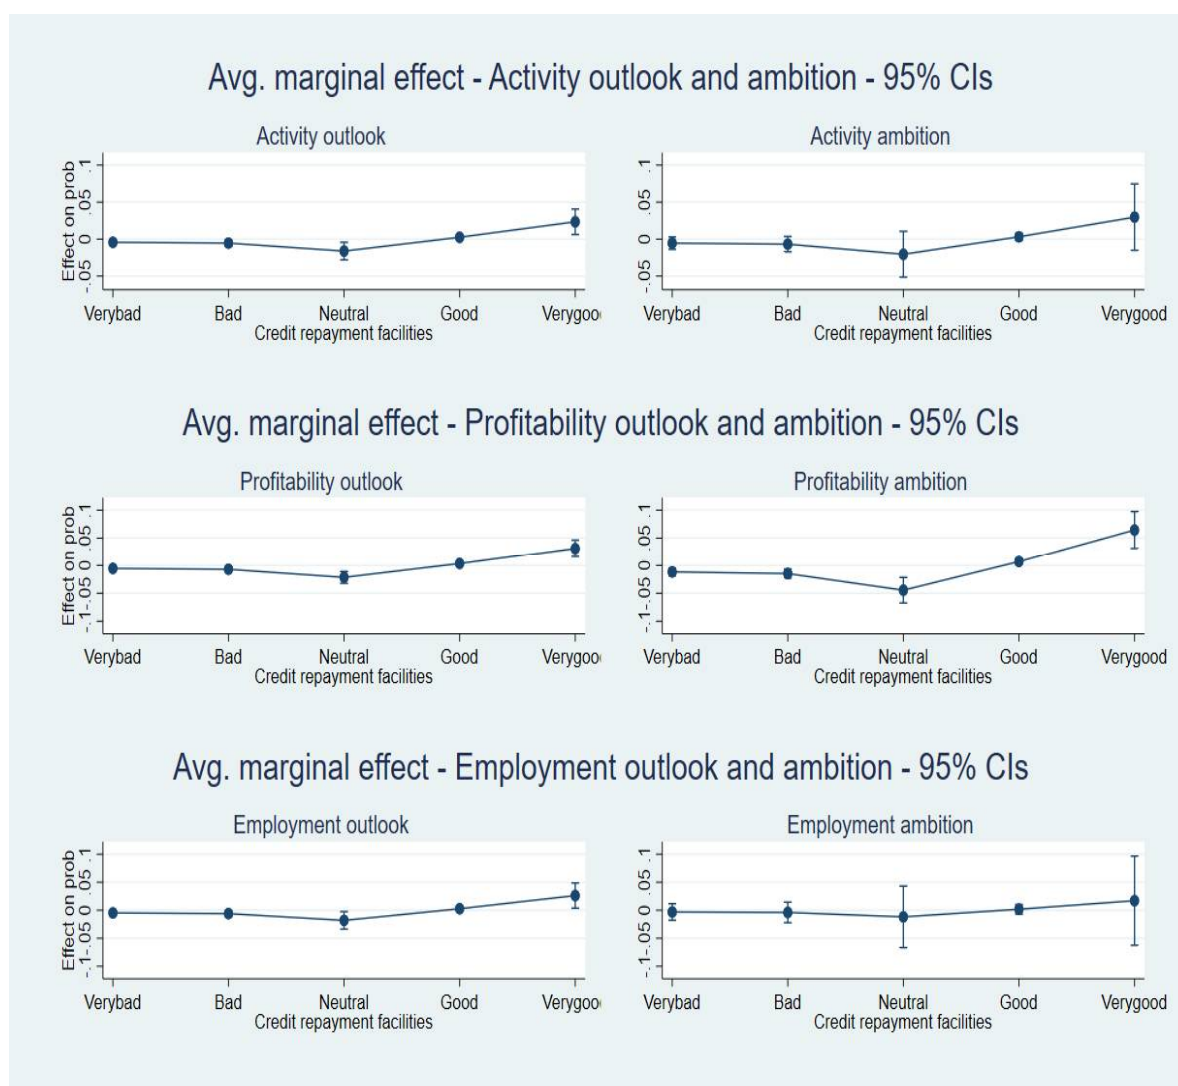 Avg. marginal effect - Activity outlook and ambition - 95% CIs
Activity outlook
Effect on prob
-.05 0 .05 .1
Verybad Bad Neutral Good Verygoo
Credit repayment facilities
Activity ambition
-.05 0 .05 .1
Verybad Bad Neutral Good Verygood
Credit repayment facilities
Avg. marginal effect - Profitability outlook and ambition - 95% CIs
Profitability outlook
Effect on prob
-.1 -.05 0 .05 .1
Verybad Bad Neutral Good Verygoo
Credit repayment facilities
Profitability ambition
-.1 -.05 0 .05 .1
Verybad Bad Neutral Good Verygood
Credit repayment facilities
Avg. marginal effect - Employment outlook and ambition - 95% CIs
Employment outlook
Effect on prob
-.1 -.05 0 .05 .1
Verybad Bad Neutral Good Verygoo
Credit repayment facilities
Employment ambition
-.1 -.05 0 .05 .1
Verybad Bad Neutral Good Verygood
Credit repayment facilities